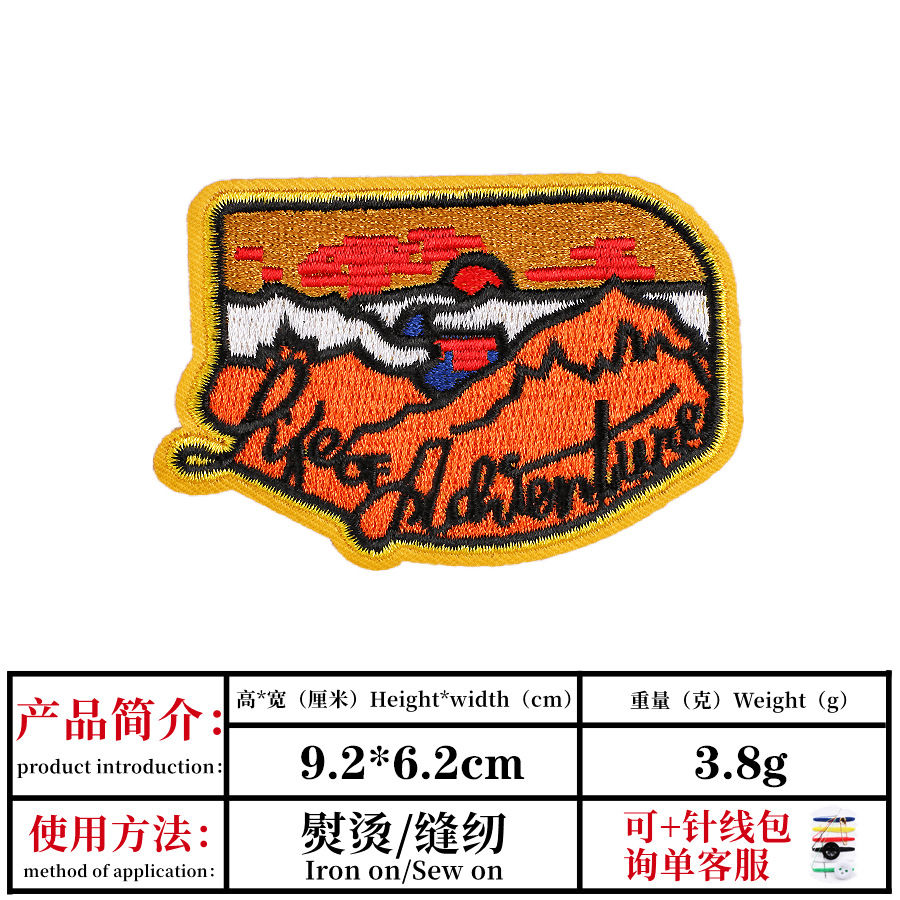 Life OF Adventure
产品简介：
product introduction：
高*宽（厘米）Height*width（cm）
重量（克）Weight（g）
9.2*6.2cm
3.8g
使用方法：
method of application：
熨烫/缝纫
Iron on/Sew on
可+针线包
询单客服